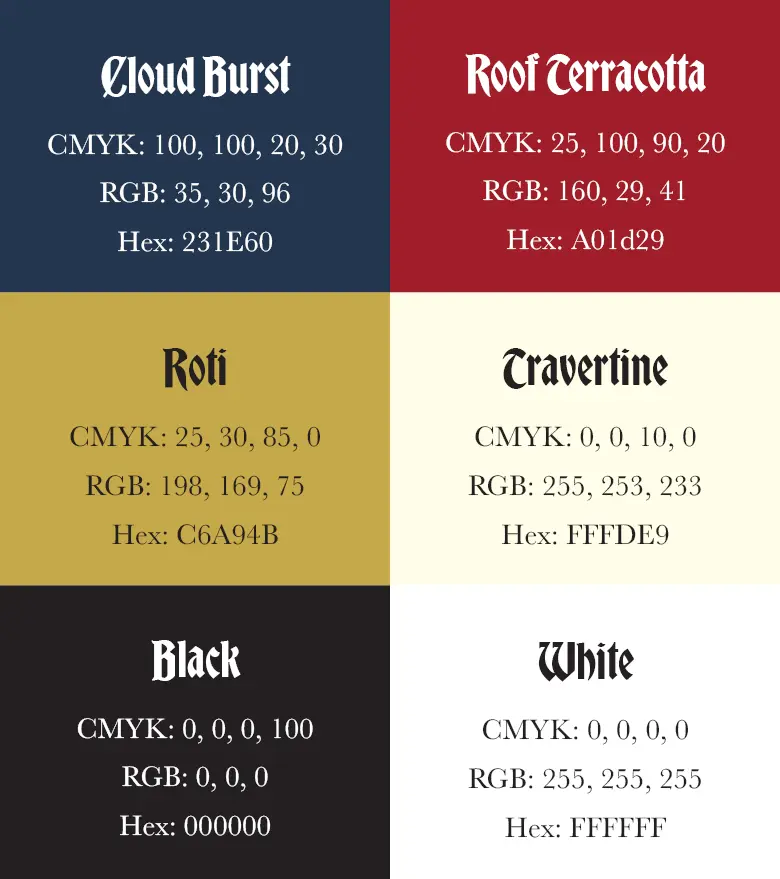 Cloud Burst
CMYK: 100, 100, 20, 30
RGB: 35, 30, 96
Hex: 231E60
Roof Terracotta
CMYK: 25, 100, 90, 20
RGB: 160, 29, 41
Hex: A01d29
Roti
CMYK: 25, 30, 85, 0
RGB: 198, 169, 75
Hex: C6A94B
Travertine
CMYK: 0, 0, 10, 0
RGB: 255, 253, 233
Hex: FFFDE9
Black
CMYK: 0, 0, 0, 100
RGB: 0, 0, 0
Hex: 000000
White
CMYK: 0, 0, 0, 0
RGB: 255, 255, 255
Hex: FFFFFF